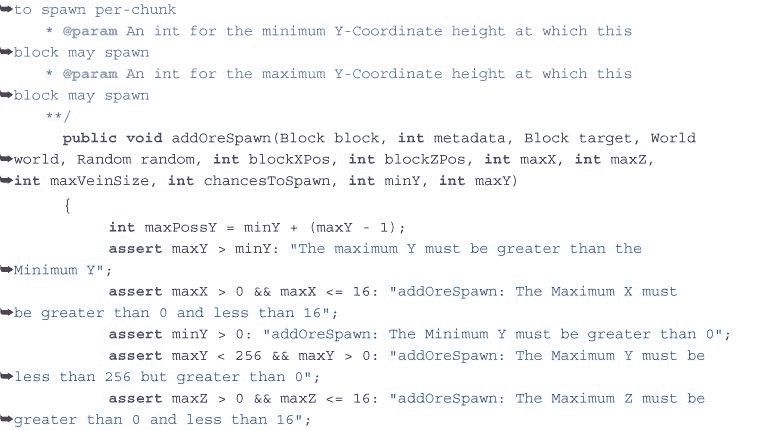 ➥to spawn per-chunk
* @param An int for the minimum Y-Coordinate height at which this
➥block may spawn
* @param An int for the maximum Y-Coordinate height at which this
➥block may spawn
**/
public void addOreSpawn(Block block, int metadata, Block target, World
➥world, Random random, int blockXPos, int blockZPos, int maxX, int maxZ,
➥int maxVeinSize, int chancesToSpawn, int minY, int maxY)
{
int maxPossY = minY + (maxY - 1);
assert maxY > minY: "The maximum Y must be greater than the
➥Minimum Y";
assert maxX > 0 && maxX <= 16: "addOreSpawn: The Maximum X must
➥be greater than 0 and less than 16";
assert minY > 0: "addOreSpawn: The Minimum Y must be greater than 0";
assert maxY < 256 && maxY > 0: "addOreSpawn: The Maximum Y must be
➥less than 256 but greater than 0";
assert maxZ > 0 && maxZ <= 16: "addOreSpawn: The Maximum Z must be
➥greater than 0 and less than 16";